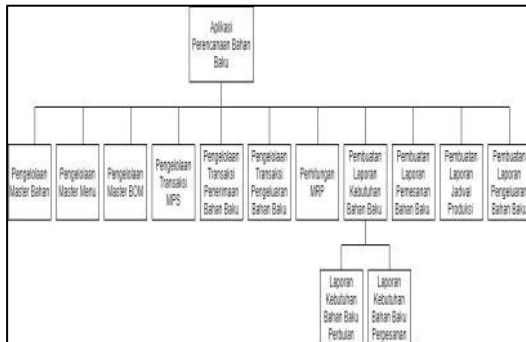 Aplikasi
Perencanaan Bahan
Baku
Pengelolaan
Master Bahan
Pengelolaan
Master Menu
Pengelolaan
Master BOM
Pengelolaan
Transaksi
MPS
Pengelolaan
Transaksi
Penerimaan
Bahan Baku
Pengelolaan
Transaksi
Pengeluaran
Bahan Baku
Perhitungan
MRP
Pembuatan
Laporan
Kebutuhan
Bahan Baku
Pembuatan
Laporan
Pemesanan
Bahan Baku
Pembuatan
Laporan
Jadwal
Produksi
Pembuatan
Laporan
Pengeluaran
Bahan Baku
Laporan
Kebutuhan
Bahan Baku
Perbulan
Laporan
Kebutuhan
Bahan Baku
Perpesanan